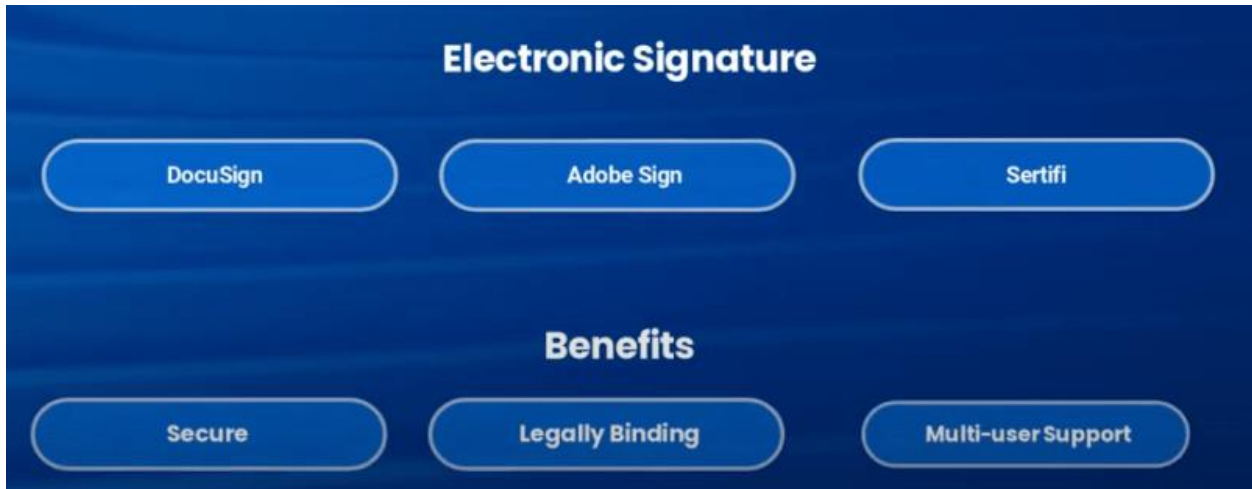 Electronic Signature
DocuSign Adobe Sign Sertifi
Benefits
Secure Legally Binding Multi-user Support